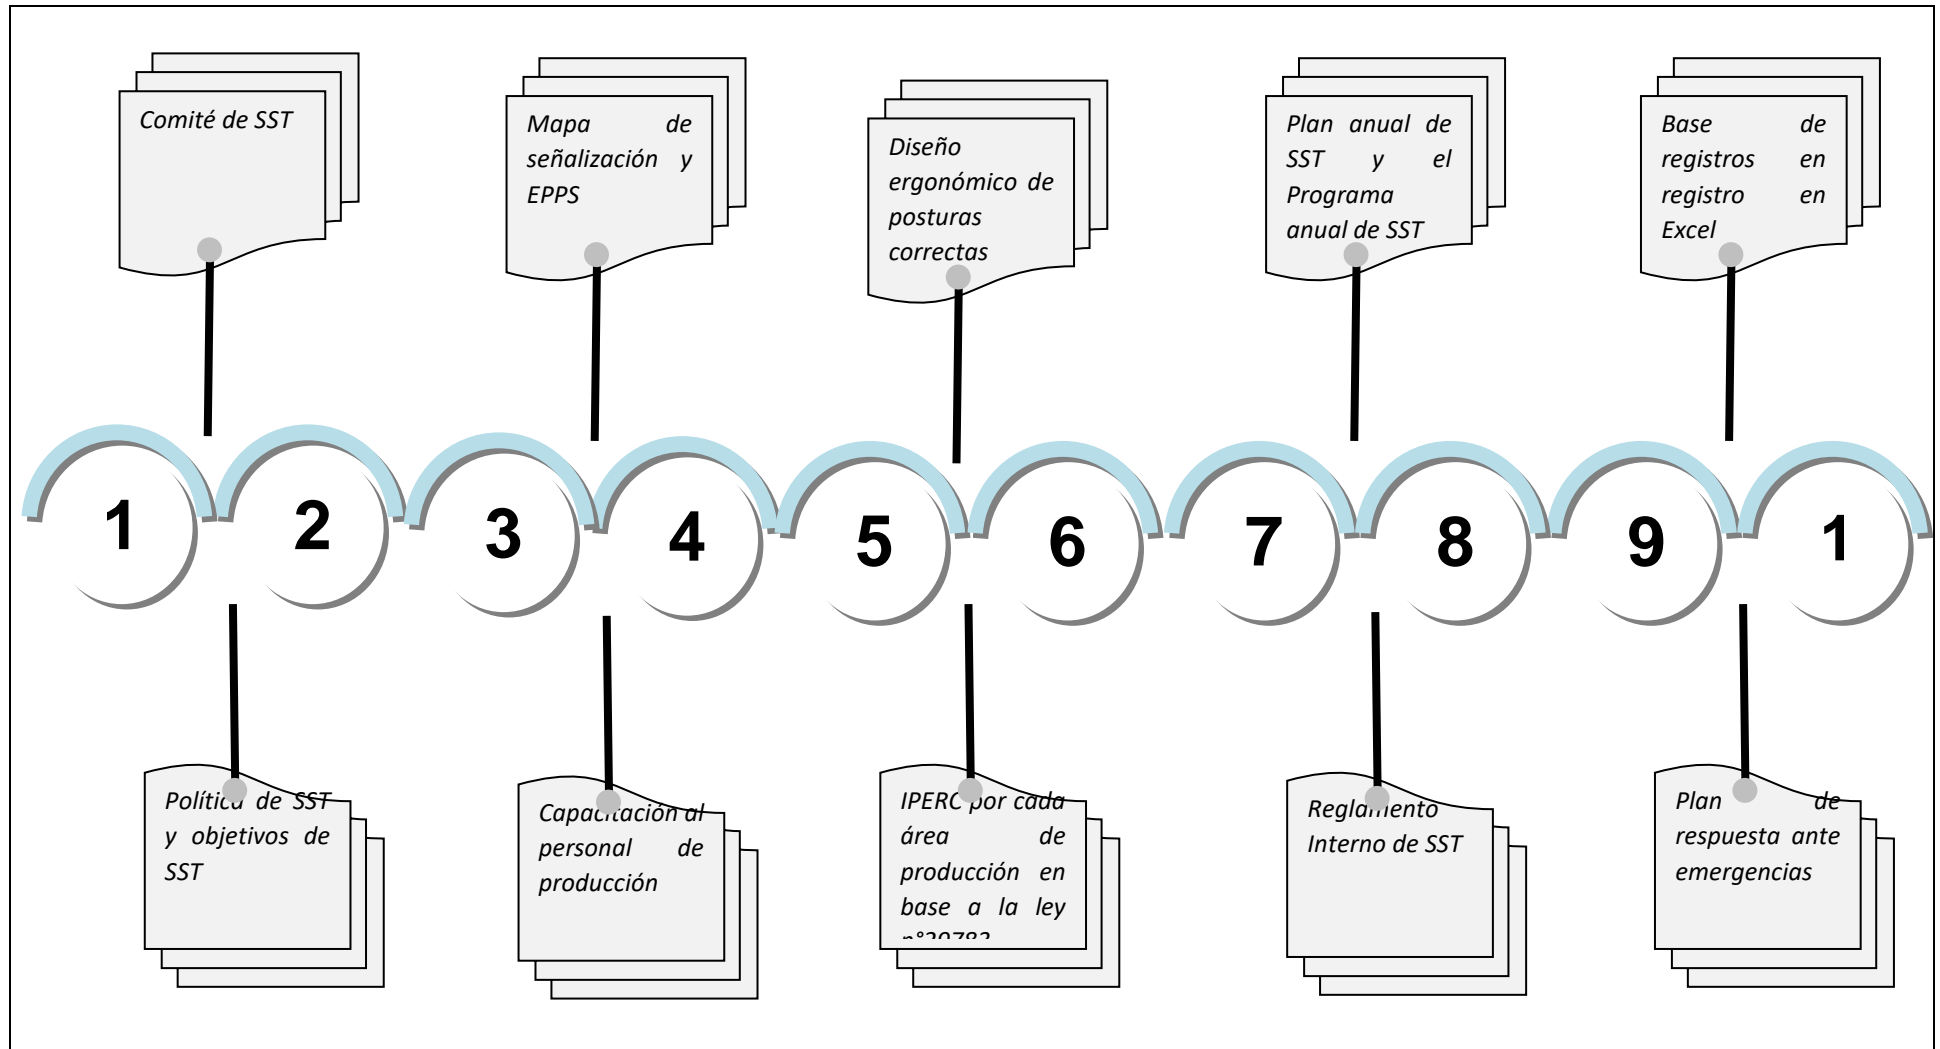 Comité de SST
Mapa de
señalización y
EPPS
Diseño
ergonómico de
posturas
correctas
Plan anual de
SST y el
Programa
anual de SST
Base de
registros en
registro en
Excel
1
2
3
4
5
6
7
8
9
1
Política de SST
y objetivos de
SST
Capacitación al
personal de
producción
IPERC por cada
área de
producción en
base a la ley
Reglamento
Interno de SST
Plan de
respuesta ante
emergencias